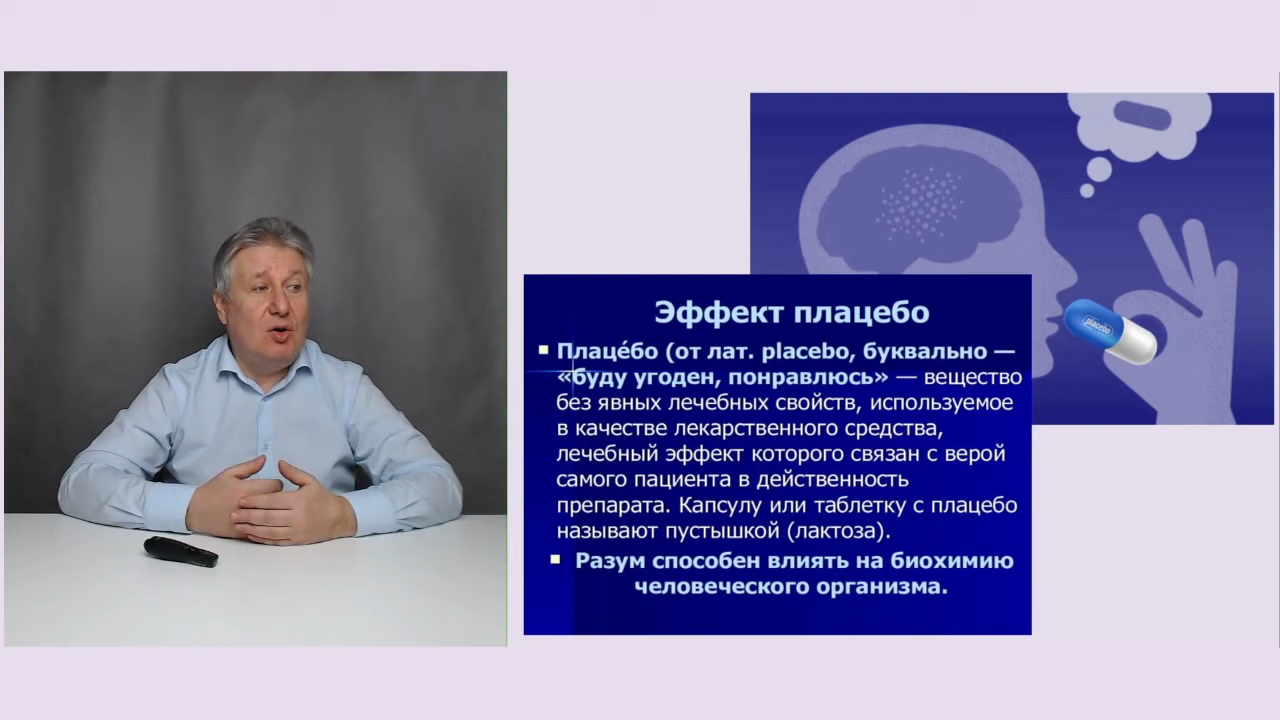 Эффект плацебо
Плаце́бо (от лат. placebo, буквально —
«буду угоден, понравлюсь» — вещество
без явных лечебных свойств, используемое
в качестве лекарственного средства,
лечебный эффект которого связан с верой
самого пациента в действенность
препарата. Капсулу или таблетку с плацебо
называют пустышкой (лактоза).
Разум способен влиять на биохимию
человеческого организма.
placebo